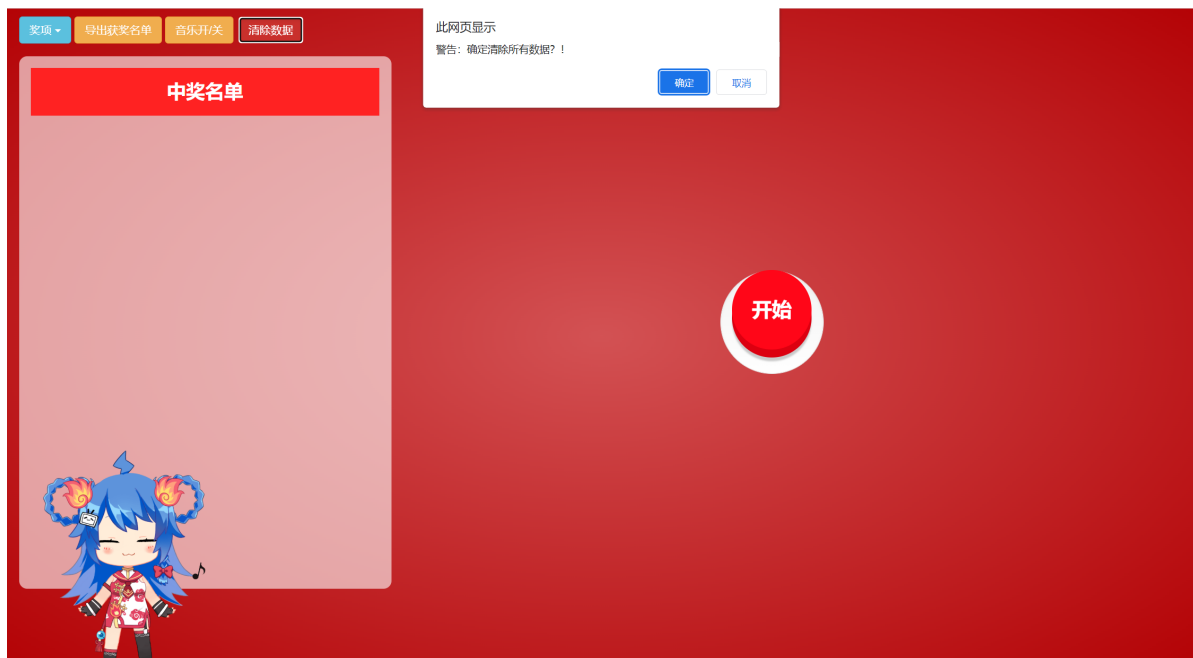 奖项
导出获奖名单
音乐开/关
清除数据
此网页显示
警告：确定清除所有数据？！
确定
取消
中奖名单
开始